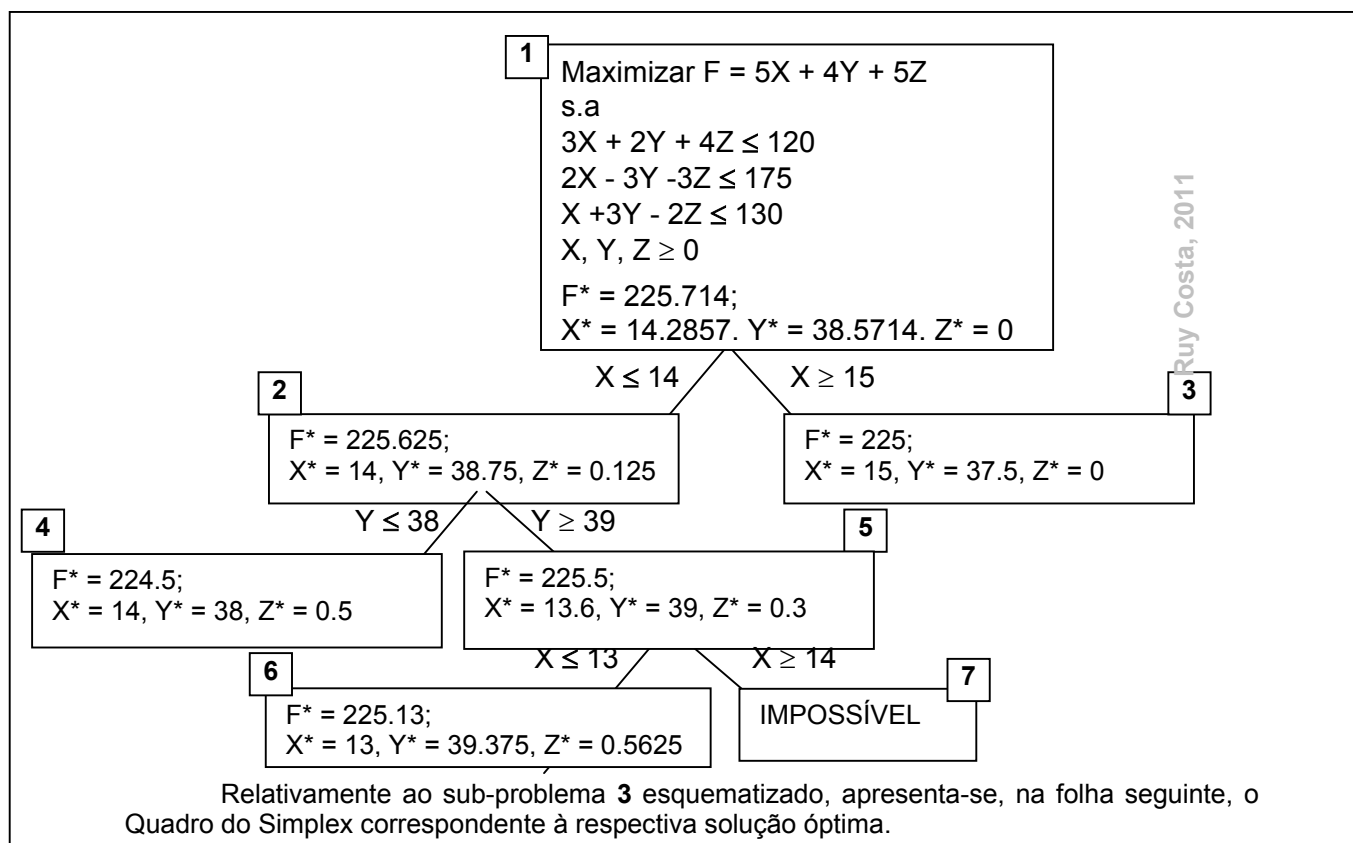 1
Maximizar F = 5X + 4Y + 5Z
s.a
3X + 2Y + 4Z ≤ 120
2X - 3Y -3Z ≤ 175
X +3Y - 2Z ≤ 130
X, Y, Z ≥ 0
F* = 225.714;
X* = 14.2857. Y* = 38.5714. Z* = 0
Ruy Costa, 2011
X ≤ 14
X ≥ 15
2
F* = 225.625;
X* = 14, Y* = 38.75, Z* = 0.125
3
F* = 225;
X* = 15, Y* = 37.5, Z* = 0
Y ≤ 38
Y ≥ 39
4
F* = 224.5;
X* = 14, Y* = 38, Z* = 0.5
5
F* = 225.5;
X* = 13.6, Y* = 39, Z* = 0.3
X ≤ 13
X ≥ 14
6
F* = 225.13;
X* = 13, Y* = 39.375, Z* = 0.5625
7
IMPOSSÍVEL
Relativamente ao sub-problema 3 esquematizado, apresenta-se, na folha seguinte, o
Quadro do Simplex correspondente à respectiva solução óptima.